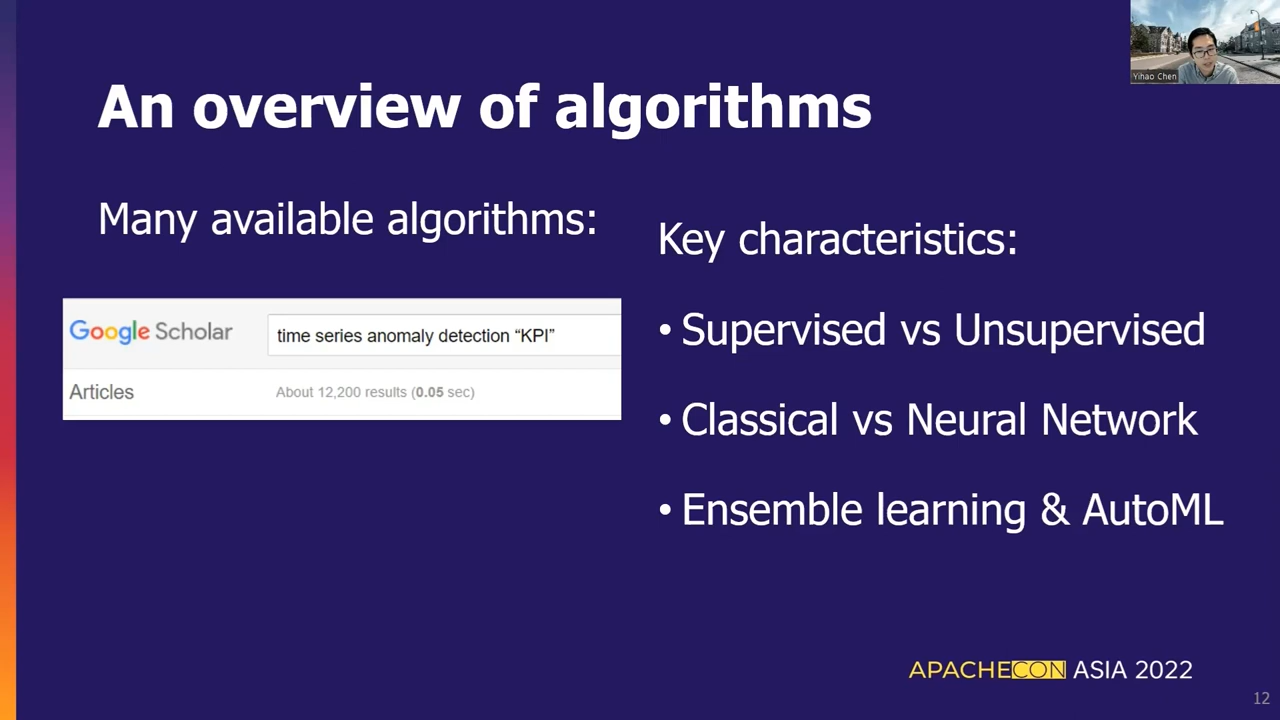 An overview of algorithms
Many available algorithms:
Google Scholar
time series anomaly detection “KPI”
Articles
About 12,200 results (0.05 sec)
Key characteristics:
• Supervised vs Unsupervised
• Classical vs Neural Network
• Ensemble learning & AutoML
Yihao Chen
APACHECON ASIA 2022
12